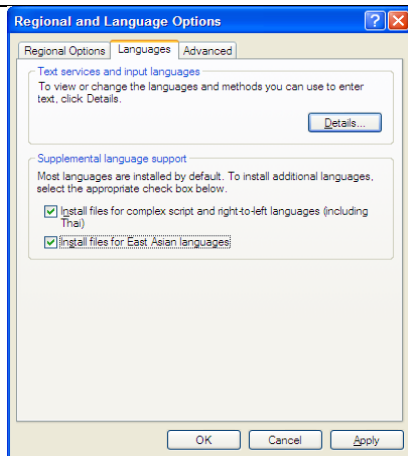 Regional and Language Options
Regional Options Languages Advanced
Text services and input languages
To view or change the languages and methods you can use to enter
text, click Details.
Details...
Supplemental language support
Most languages are installed by default. To install additional languages,
select the appropriate check box below.
Install files for complex script and right-to-left languages (including
Thai)
Install files for East Asian languages
OK Cancel Apply